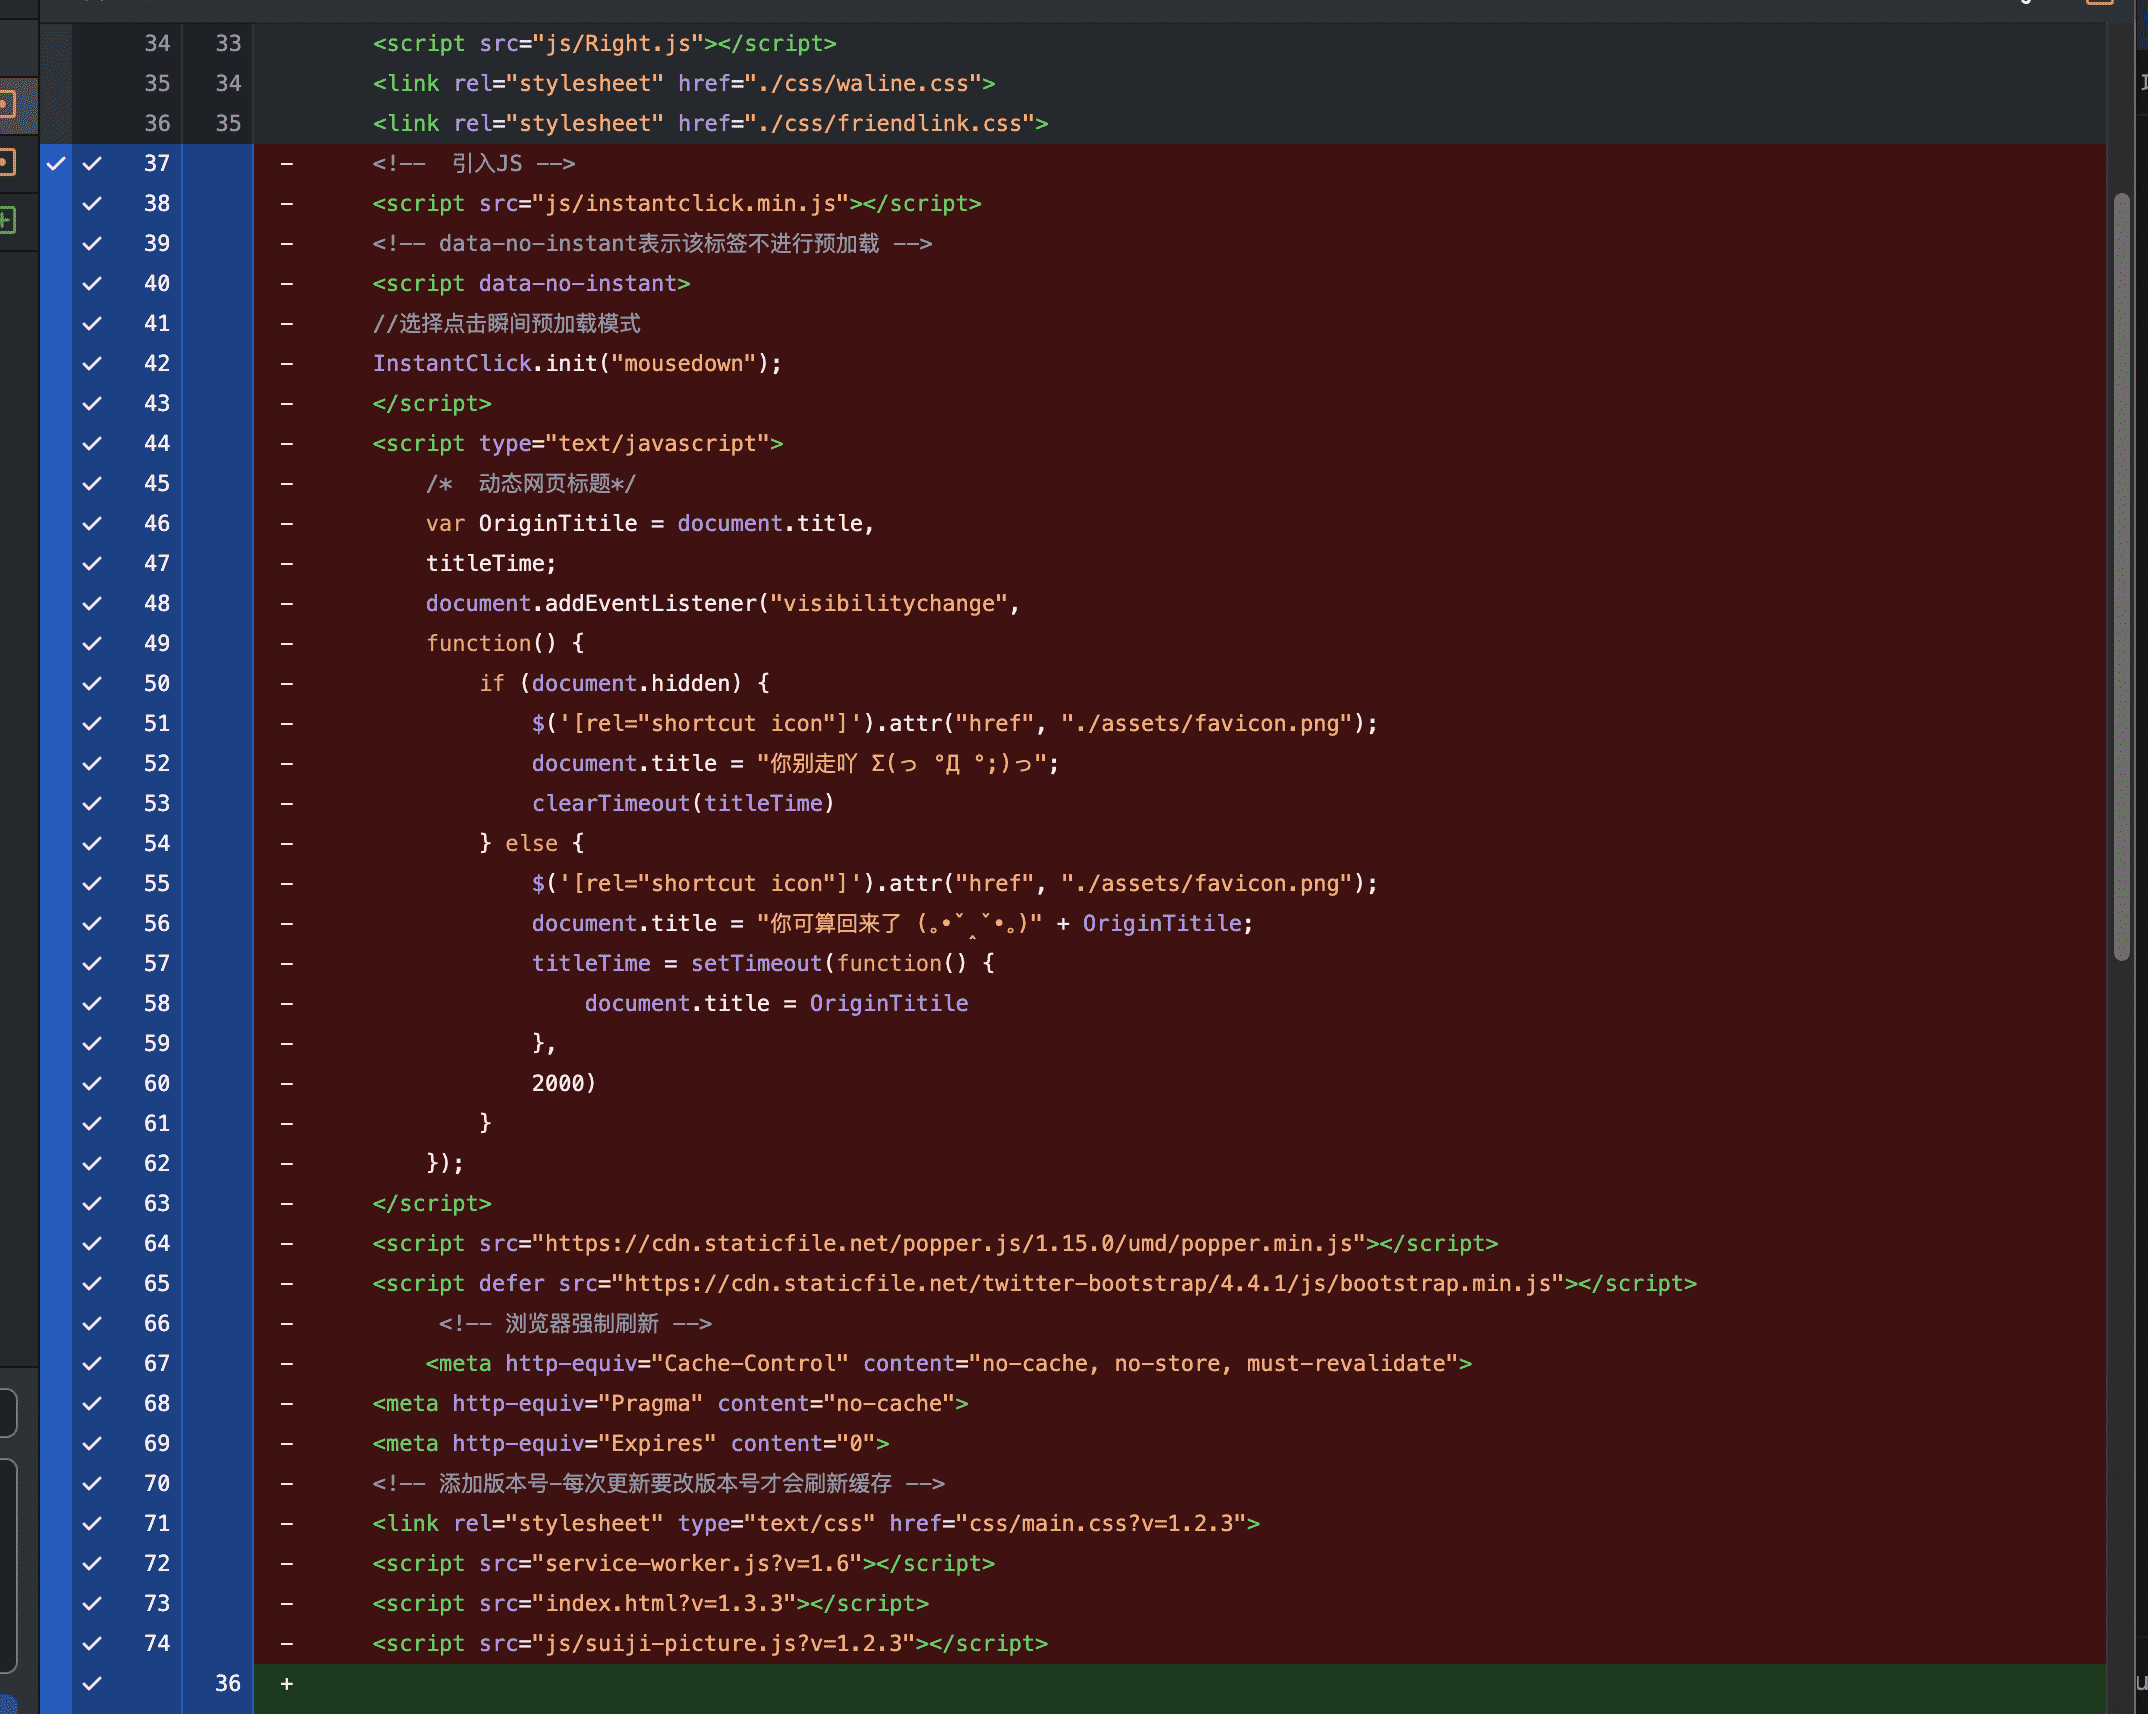 34 33 <script src="js/Right.js"></script>
35 34 <link rel="stylesheet" href="./css/waline.css">
36 35 <link rel="stylesheet" href="./css/friendlink.css">
37 - <!--  引入JS -->
38 - <script src="js/instantclick.min.js"></script>
39 - <!-- data-no-instant表示该标签不进行预加载 -->
40 - <script data-no-instant>
41 - //选择点击瞬间预加载模式
42 - InstantClick.init("mousedown");
43 - </script>
44 - <script type="text/javascript">
45 -     /*  动态网页标题*/
46 -     var OriginTitile = document.title,
47 -     titleTime;
48 -     document.addEventListener("visibilitychange",
49 -     function() {
50 -         if (document.hidden) {
51 -             $('[rel="shortcut icon"]').attr("href", "./assets/favicon.png");
52 -             document.title = "你别走吖 Σ(っ °Д °;)っ";
53 -             clearTimeout(titleTime)
54 -         } else {
55 -             $('[rel="shortcut icon"]').attr("href", "./assets/favicon.png");
56 -             document.title = "你可算回来了 (｡•ˇ‸ˇ•｡)" + OriginTitile;
57 -             titleTime = setTimeout(function() {
58 -                 document.title = OriginTitile
59 -             },
60 -             2000)
61 -         }
62 -     });
63 - </script>
64 - <script src="https://cdn.staticfile.net/popper.js/1.15.0/umd/popper.min.js"></script>
65 - <script defer src="https://cdn.staticfile.net/twitter-bootstrap/4.4.1/js/bootstrap.min.js"></script>
66 -      <!-- 浏览器强制刷新 -->
67 -     <meta http-equiv="Cache-Control" content="no-cache, no-store, must-revalidate">
68 - <meta http-equiv="Pragma" content="no-cache">
69 - <meta http-equiv="Expires" content="0">
70 - <!-- 添加版本号-每次更新要改版本号才会刷新缓存 -->
71 - <link rel="stylesheet" type="text/css" href="css/main.css?v=1.2.3">
72 - <script src="service-worker.js?v=1.6"></script>
73 - <script src="index.html?v=1.3.3"></script>
74 - <script src="js/suiji-picture.js?v=1.2.3"></script>
36 +